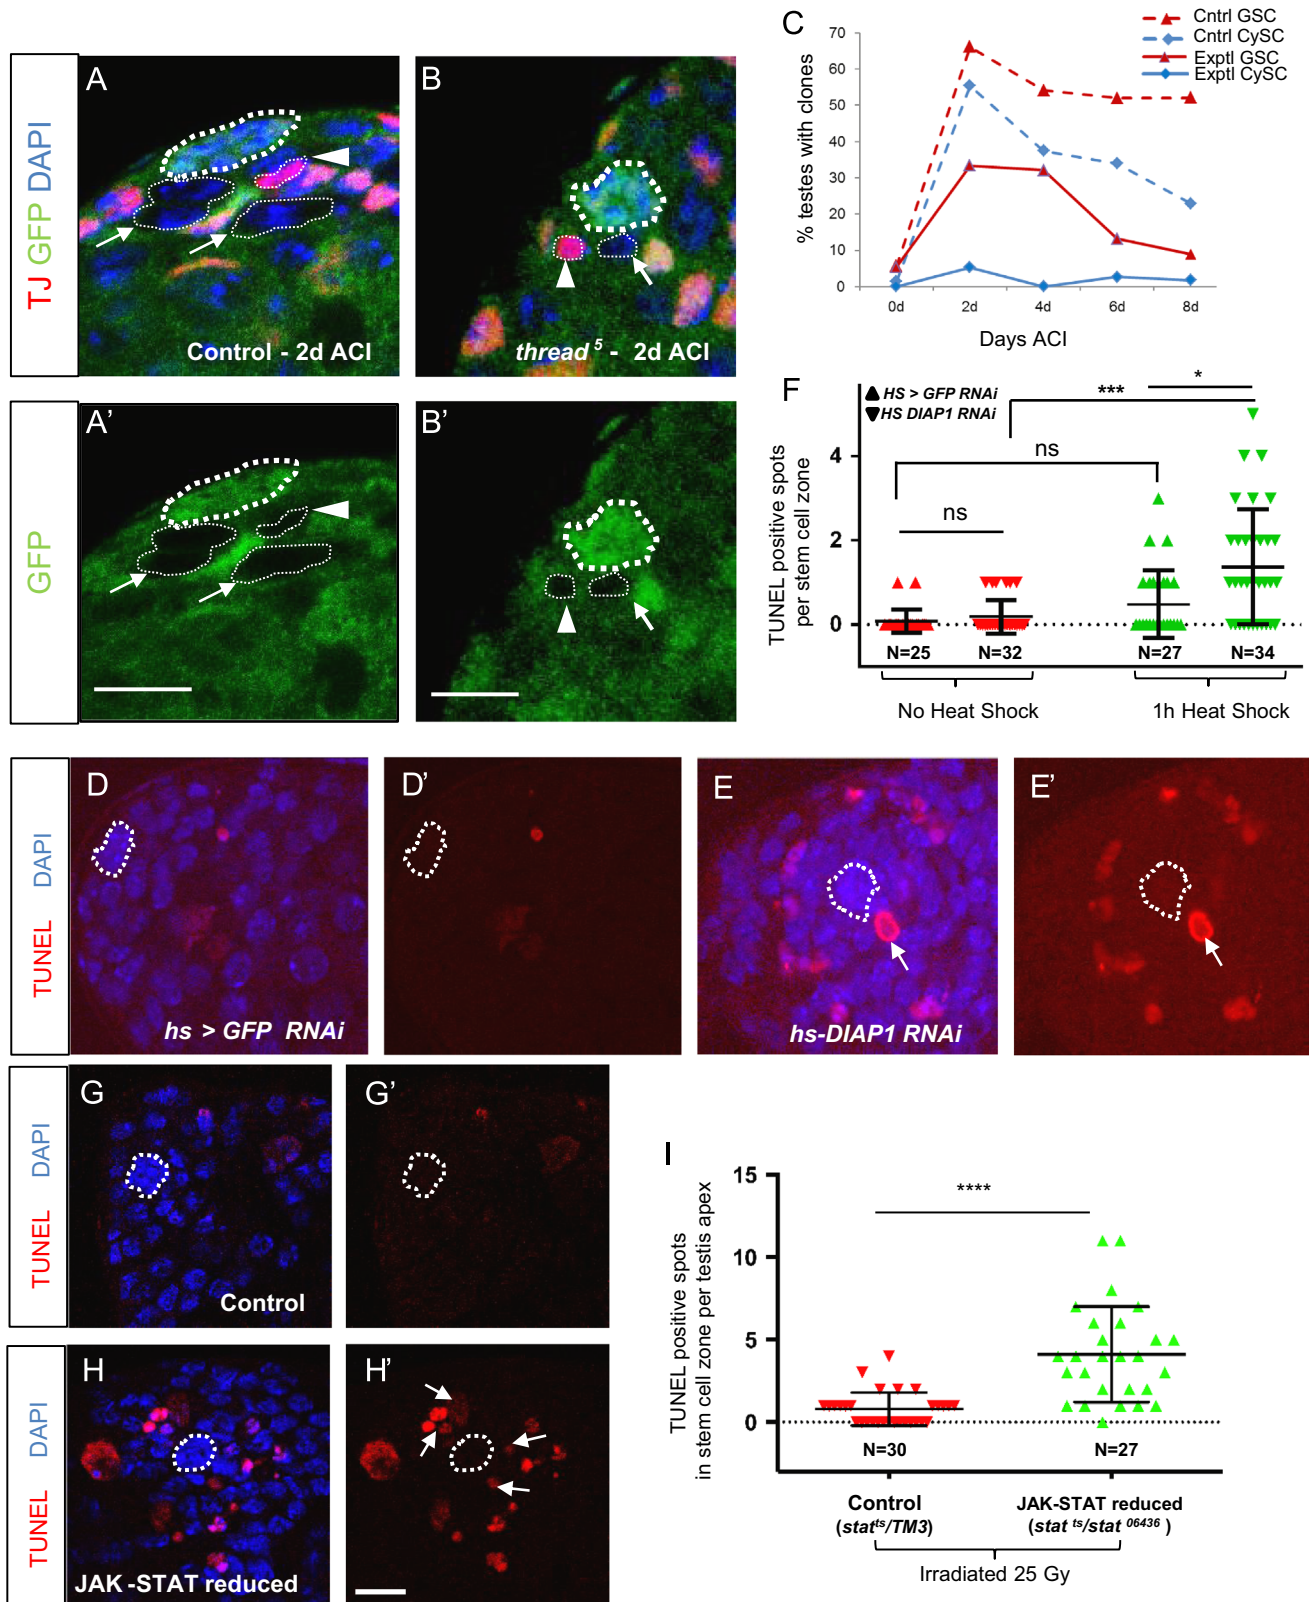 TJ GFP DAPI
A
Control - 2d ACI
B
thread 5 - 2d ACI
GFP
A'
B'
C
Cntrl GSC
Cntrl CySC
Exptl GSC
Exptl CySC
% testes with clones
70
60
50
40
30
20
10
0
0d 2d 4d 6d 8d
Days ACI
F
HS > GFP RNAi
HS DIAP1 RNAi
*
***
ns
ns
TUNEL positive spots
per stem cell zone
4
2
0
N=25 N=32 N=27 N=34
No Heat Shock 1h Heat Shock
TUNEL DAPI
D
hs > GFP RNAi
D'
E
hs-DIAP1 RNAi
E'
TUNEL DAPI
G
Control
G'
TUNEL DAPI
H
JAK -STAT reduced
H'
I
TUNEL positive spots
in stem cell zone per testis apex
15
10
5
0
****
N=30 N=27
Control
(stat ts/TM3)
JAK-STAT reduced
(stat ts/stat 06436 )
Irradiated 25 Gy